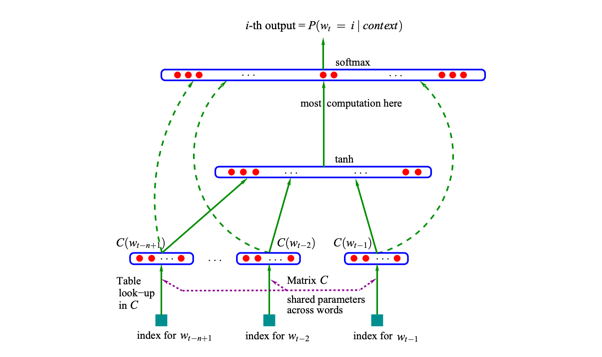 i-th output = P(w_t = i | context)
softmax
... ...
most computation here
tanh
... ...
C(w_{t−n+1}) C(w_{t−2}) C(w_{t−1})
... ... ... ...
Table Matrix C
look−up shared parameters
in C across words
index for w_{t−n+1} index for w_{t−2} index for w_{t−1}